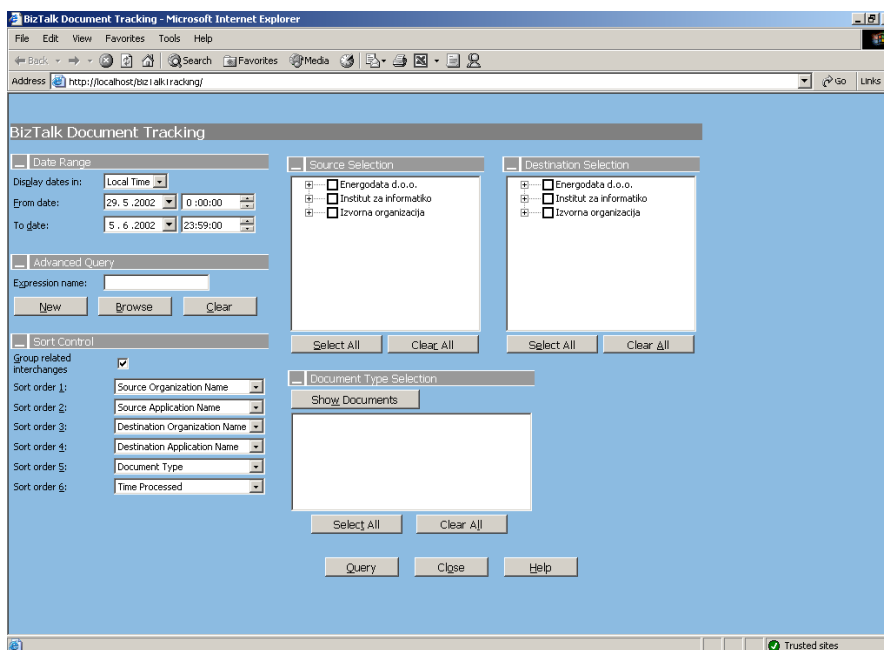 BizTalk Document Tracking - Microsoft Internet Explorer
File Edit View Favorites Tools Help
Back Search Favorites Media
Address http://localhost/BizTalkTracking/ Go Links
BizTalk Document Tracking
Date Range
Display dates in: Local Time
From date: 29. 5 .2002 0 :00:00
To date: 5 . 6 .2002 23:59:00
Advanced Query
Expression name:
New Browse Clear
Sort Control
Group related
interchanges
Sort order 1: Source Organization Name
Sort order 2: Source Application Name
Sort order 3: Destination Organization Name
Sort order 4: Destination Application Name
Sort order 5: Document Type
Sort order 6: Time Processed
Source Selection
Energodata d.o.o.
Institut za informatiko
Izvorna organizacija
Select All Clear All
Destination Selection
Energodata d.o.o.
Institut za informatiko
Izvorna organizacija
Select All Clear All
Document Type Selection
Show Documents
Select All Clear All
Query Close Help
Trusted sites